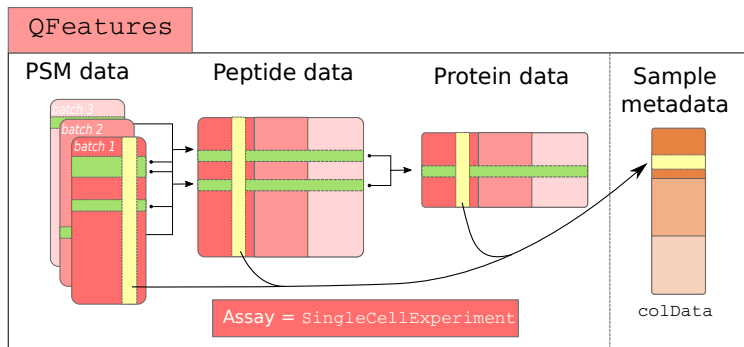 QFeatures
PSM data
Peptide data
Protein data
Sample
metadata
batch 3
batch 2
batch 1
colData
Assay = SingleCellExperiment